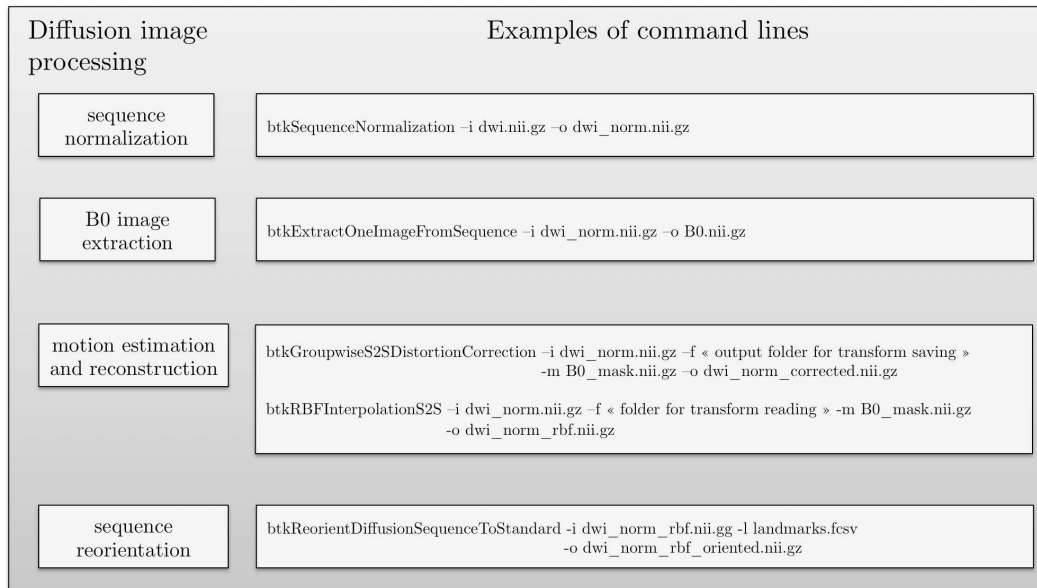 Diffusion image
processing
Examples of command lines
sequence
normalization
btkSequenceNormalization –i dwi.nii.gz –o dwi_norm.nii.gz
B0 image
extraction
btkExtractOneImageFromSequence –i dwi_norm.nii.gz –o B0.nii.gz
motion estimation
and reconstruction
btkGroupwiseS2SDistortionCorrection –i dwi_norm.nii.gz –f « output folder for transform saving »
-m B0_mask.nii.gz –o dwi_norm_corrected.nii.gz
btkRBFInterpolationS2S –i dwi_norm.nii.gz –f « folder for transform reading » -m B0_mask.nii.gz
-o dwi_norm_rbf.nii.gz
sequence
reorientation
btkReorientDiffusionSequenceToStandard -i dwi_norm_rbf.nii.gg -l landmarks.fcsv
-o dwi_norm_rbf_oriented.nii.gz